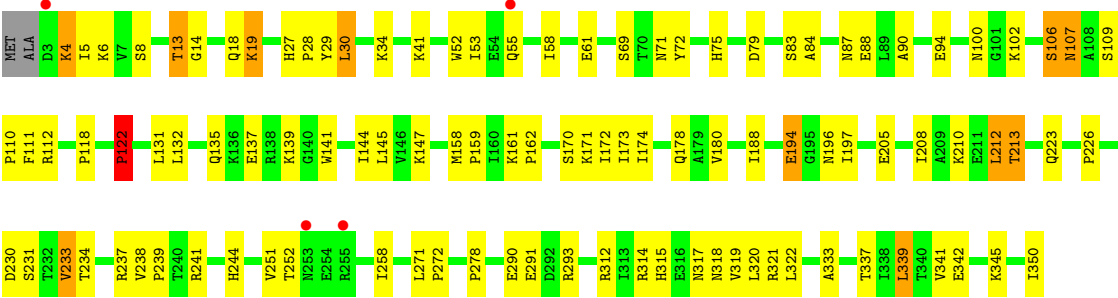 MET ALA D3 K4 I5 K6 V7 S8 T13 G14 Q18 K19 H27 P28 Y29 L30 K34 K41 W52 I53 E54 Q55 I58 E61 S69 T70 N71 Y72 H75 D79 S83 A84 N87 E88 L89 A90 E94 N100 G101 K102 S106 N107 A108 S109
P110 F111 R112 P118 P122 L131 L132 Q135 K136 E137 R138 K139 G140 W141 I144 L145 V146 K147 M158 P159 I160 K161 P162 S170 K171 I172 I173 I174 Q178 A179 V180 I188 E194 G195 N196 I197 E205 I208 A209 K210 E211 L212 T213 Q223 P226
D230 S231 T232 V233 T234 R237 V238 P239 T240 R241 H244 V251 T252 N253 E254 R255 I258 L271 P272 P278 E290 E291 D292 R293 R312 I313 R314 H315 E316 N317 N318 V319 L320 R321 L322 A333 T337 I338 L339 T340 V341 E342 K345 I350